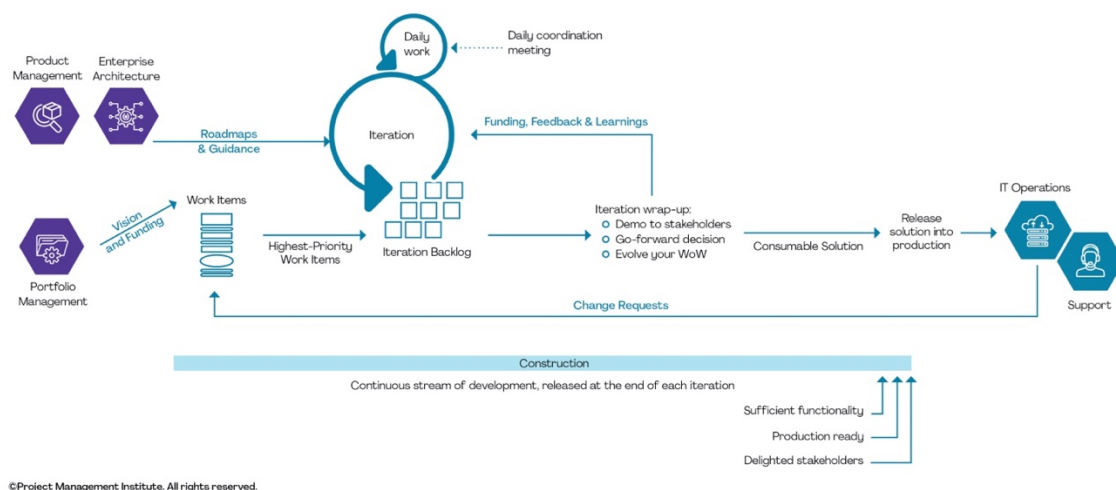 Daily
work
Daily coordination
meeting
Product
Management
Enterprise
Architecture
Roadmaps
& Guidance
Iteration
Funding, Feedback & Learnings
Vision
and Funding
Work Items
Portfolio
Management
Highest-Priority
Work Items
Iteration Backlog
Iteration wrap-up:
Demo to stakeholders
Go-forward decision
Evolve your WoW
Consumable Solution
Release
solution into
production
IT Operations
Support
Change Requests
Construction
Continuous stream of development, released at the end of each iteration
Sufficient functionality
Production ready
Delighted stakeholders
©Project Management Institute. All rights reserved.